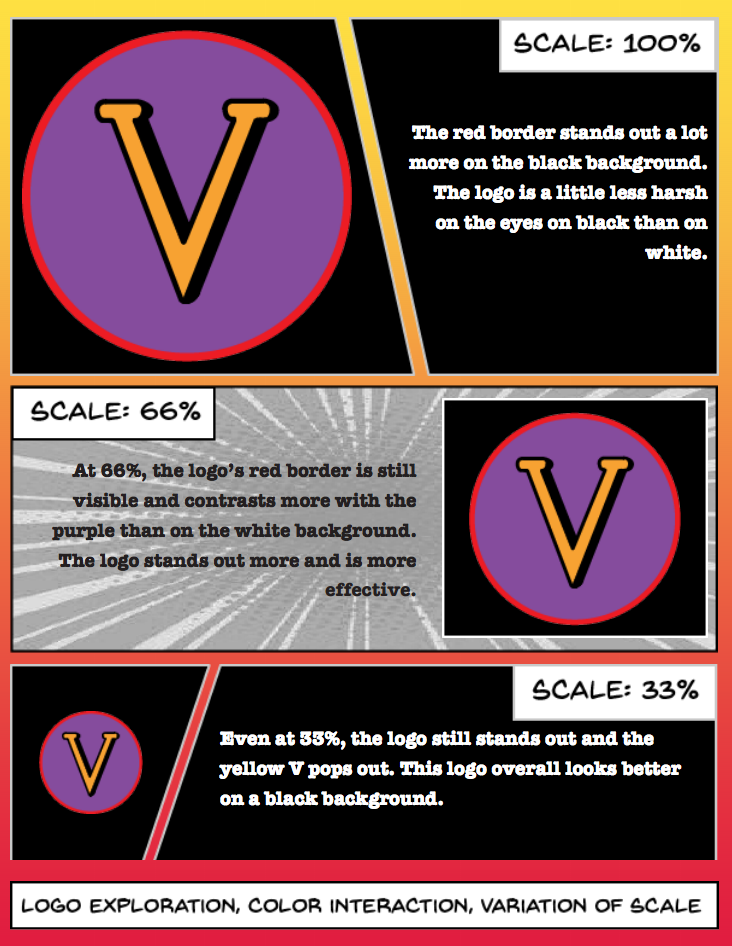 V
SCALE: 100%
The red border stands out a lot
more on the black background.
The logo is a little less harsh
on the eyes on black than on
white.
SCALE: 66%
At 66%, the logo's red border is still
visible and contrasts more with the
purple than on the white background.
The logo stands out more and is more
effective.
V
V
SCALE: 33%
Even at 33%, the logo still stands out and the
yellow V pops out. This logo overall looks better
on a black background.
LOGO EXPLORATION, COLOR INTERACTION, VARIATION OF SCALE